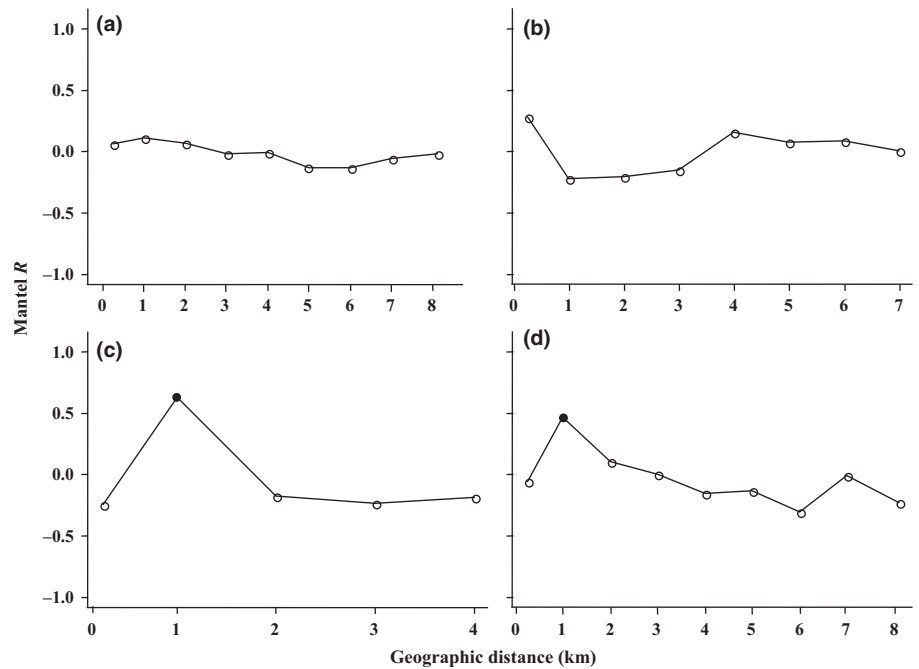 (a)
1.0
0.5
0.0
–0.5
–1.0
0 1 2 3 4 5 6 7 8
(b)
0 1 2 3 4 5 6 7
Mantel R
(c)
1.0
0.5
0.0
–0.5
–1.0
0 1 2 3 4
(d)
0 1 2 3 4 5 6 7 8
Geographic distance (km)